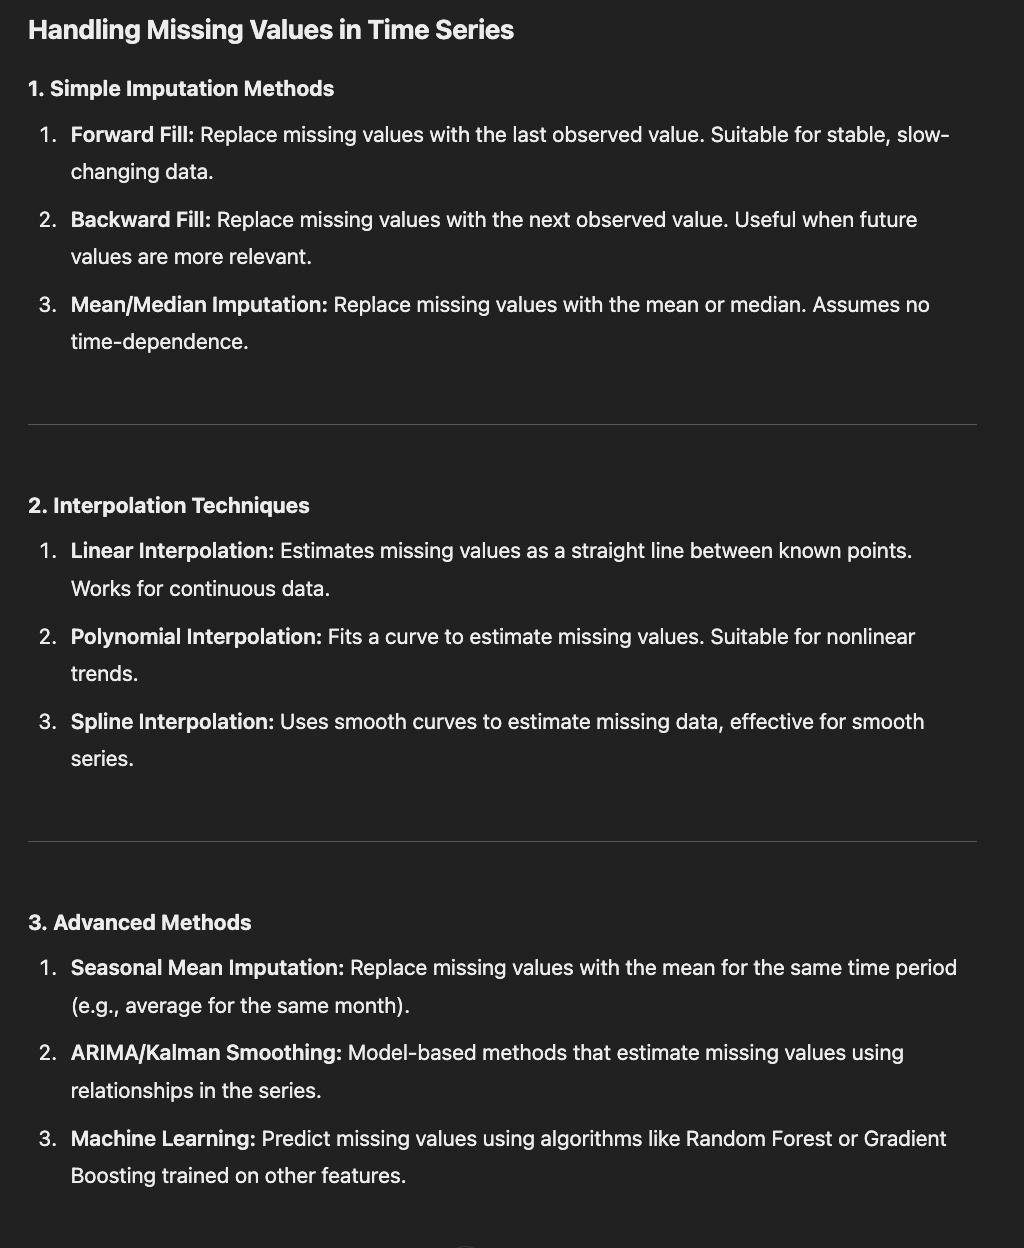 Handling Missing Values in Time Series
1. Simple Imputation Methods
1. Forward Fill: Replace missing values with the last observed value. Suitable for stable, slow-
changing data.
2. Backward Fill: Replace missing values with the next observed value. Useful when future
values are more relevant.
3. Mean/Median Imputation: Replace missing values with the mean or median. Assumes no
time-dependence.
2. Interpolation Techniques
1. Linear Interpolation: Estimates missing values as a straight line between known points.
Works for continuous data.
2. Polynomial Interpolation: Fits a curve to estimate missing values. Suitable for nonlinear
trends.
3. Spline Interpolation: Uses smooth curves to estimate missing data, effective for smooth
series.
3. Advanced Methods
1. Seasonal Mean Imputation: Replace missing values with the mean for the same time period
(e.g., average for the same month).
2. ARIMA/Kalman Smoothing: Model-based methods that estimate missing values using
relationships in the series.
3. Machine Learning: Predict missing values using algorithms like Random Forest or Gradient
Boosting trained on other features.